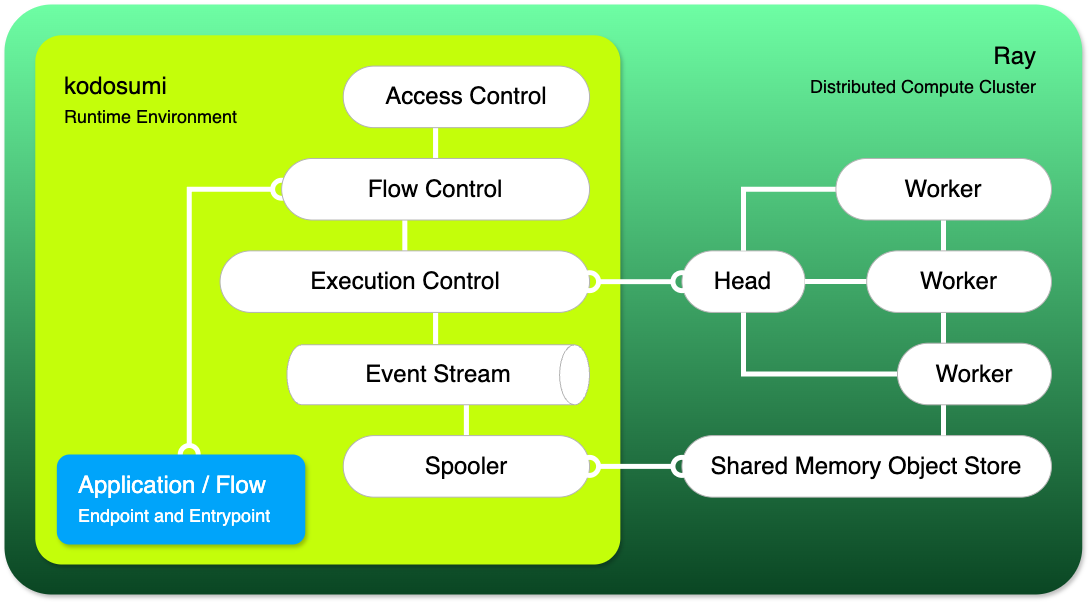 kodosumi
Runtime Environment
Access Control
Flow Control
Execution Control
Event Stream
Spooler
Application / Flow
Endpoint and Entrypoint
Ray
Distributed Compute Cluster
Worker
Head
Worker
Worker
Shared Memory Object Store